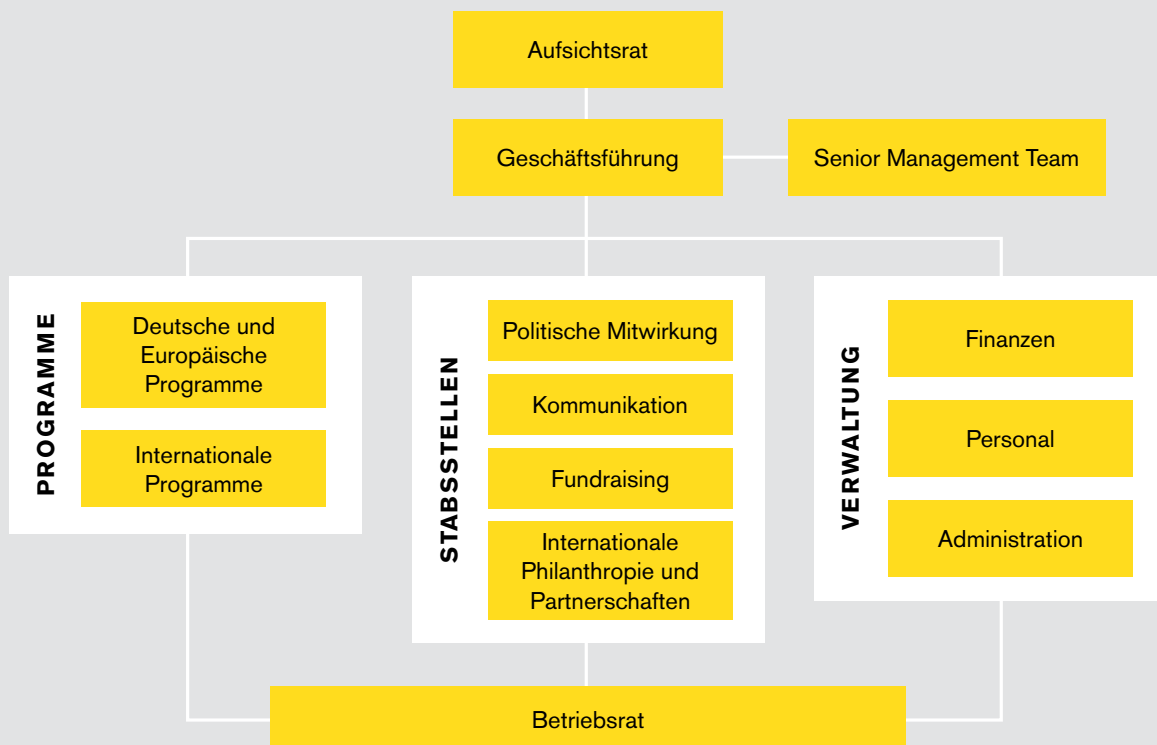 Aufsichtsrat
Geschäftsführung
Senior Management Team
PROGRAMME
Deutsche und
Europäische
Programme
Internationale
Programme
STABSSTELLEN
Politische Mitwirkung
Kommunikation
Fundraising
Internationale
Philanthropie und
Partnerschaften
VERWALTUNG
Finanzen
Personal
Administration
Betriebsrat